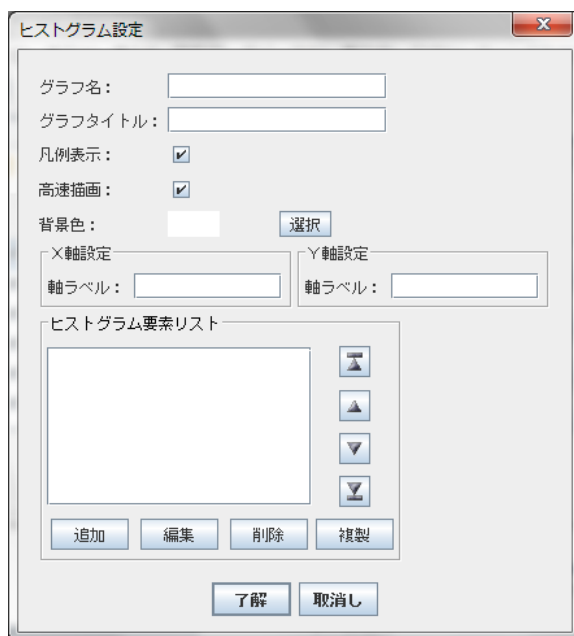 ヒストグラム設定
グラフ名：
グラフタイトル：
凡例表示：
高速描画：
背景色： 選択
X軸設定 Y軸設定
軸ラベル： 軸ラベル：
ヒストグラム要素リスト
追加 編集 削除 複製
了解 取消し